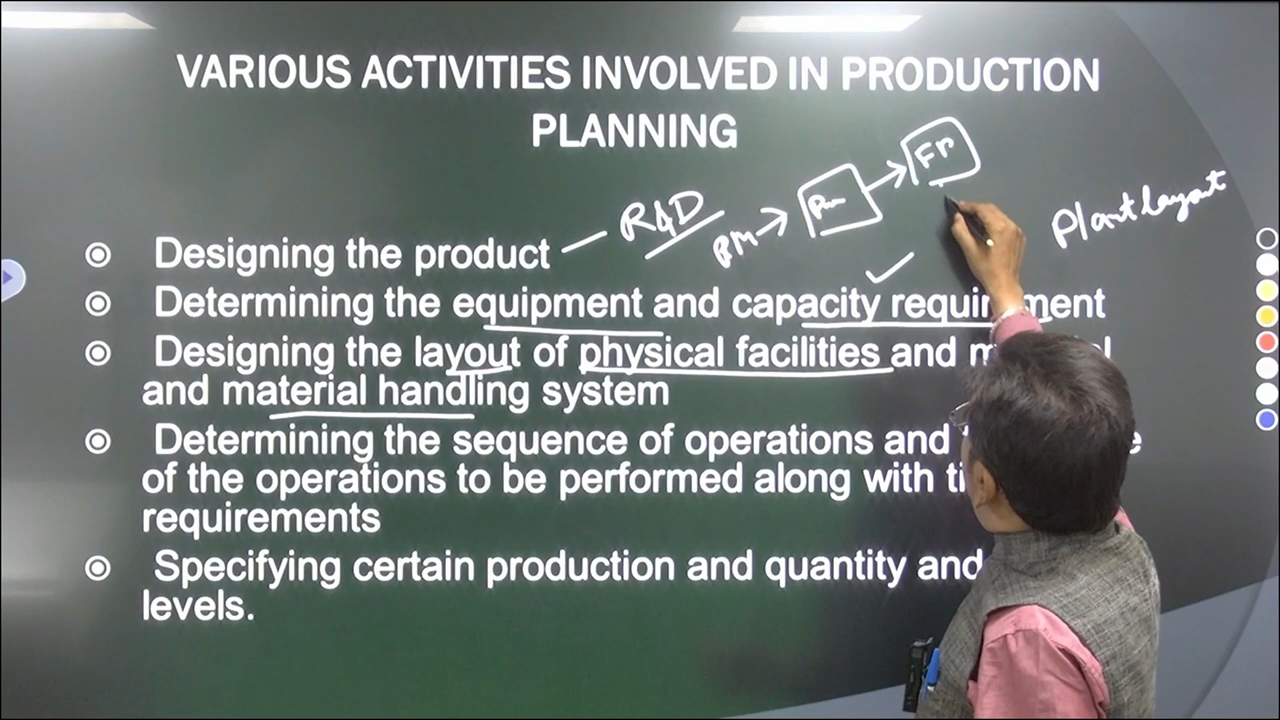 VARIOUS ACTIVITIES INVOLVED IN PRODUCTION
PLANNING
Designing the product — R&D RM → → Plant layout
Determining the equipment and capacity requirement
Designing the layout of physical facilities and
and material handling system
Determining the sequence of operations and
of the operations to be performed along with
requirements
Specifying certain production and quantity and
levels.